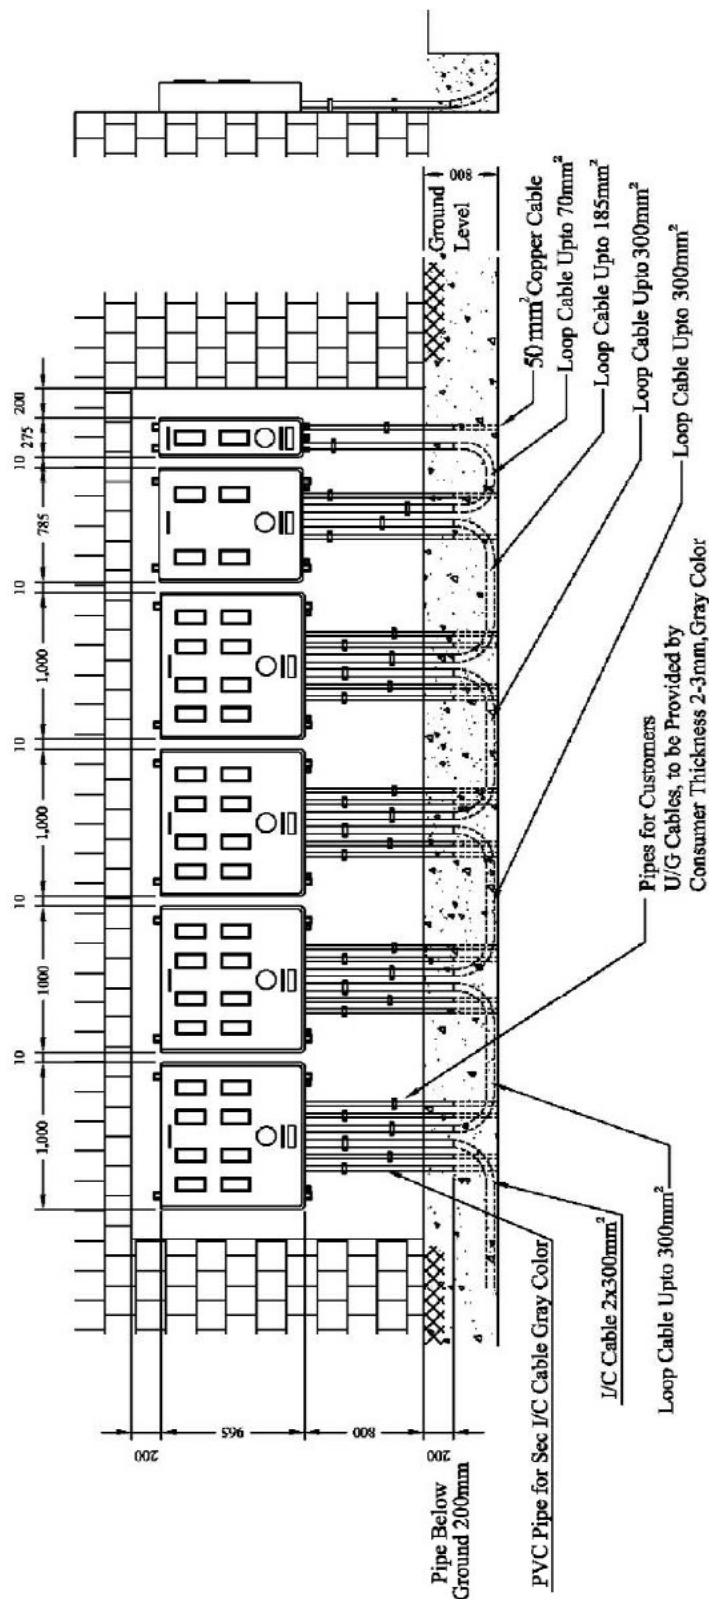 1,000
10
1000
10
1,000
10
1,000
10
785
10
275
200
200
965
800
200
Pipe Below
Ground 200mm
Ground
Level
800
PVC Pipe for Sec I/C Cable Gray Color
I/C Cable 2x300mm²
Loop Cable Upto 300mm²
Pipes for Customers
U/G Cables, to be Provided by
Consumer Thickness 2-3mm,Gray Color
Loop Cable Upto 300mm²
Loop Cable Upto 300mm²
Loop Cable Upto 185mm²
Loop Cable Upto 70mm²
50 mm² Copper Cable